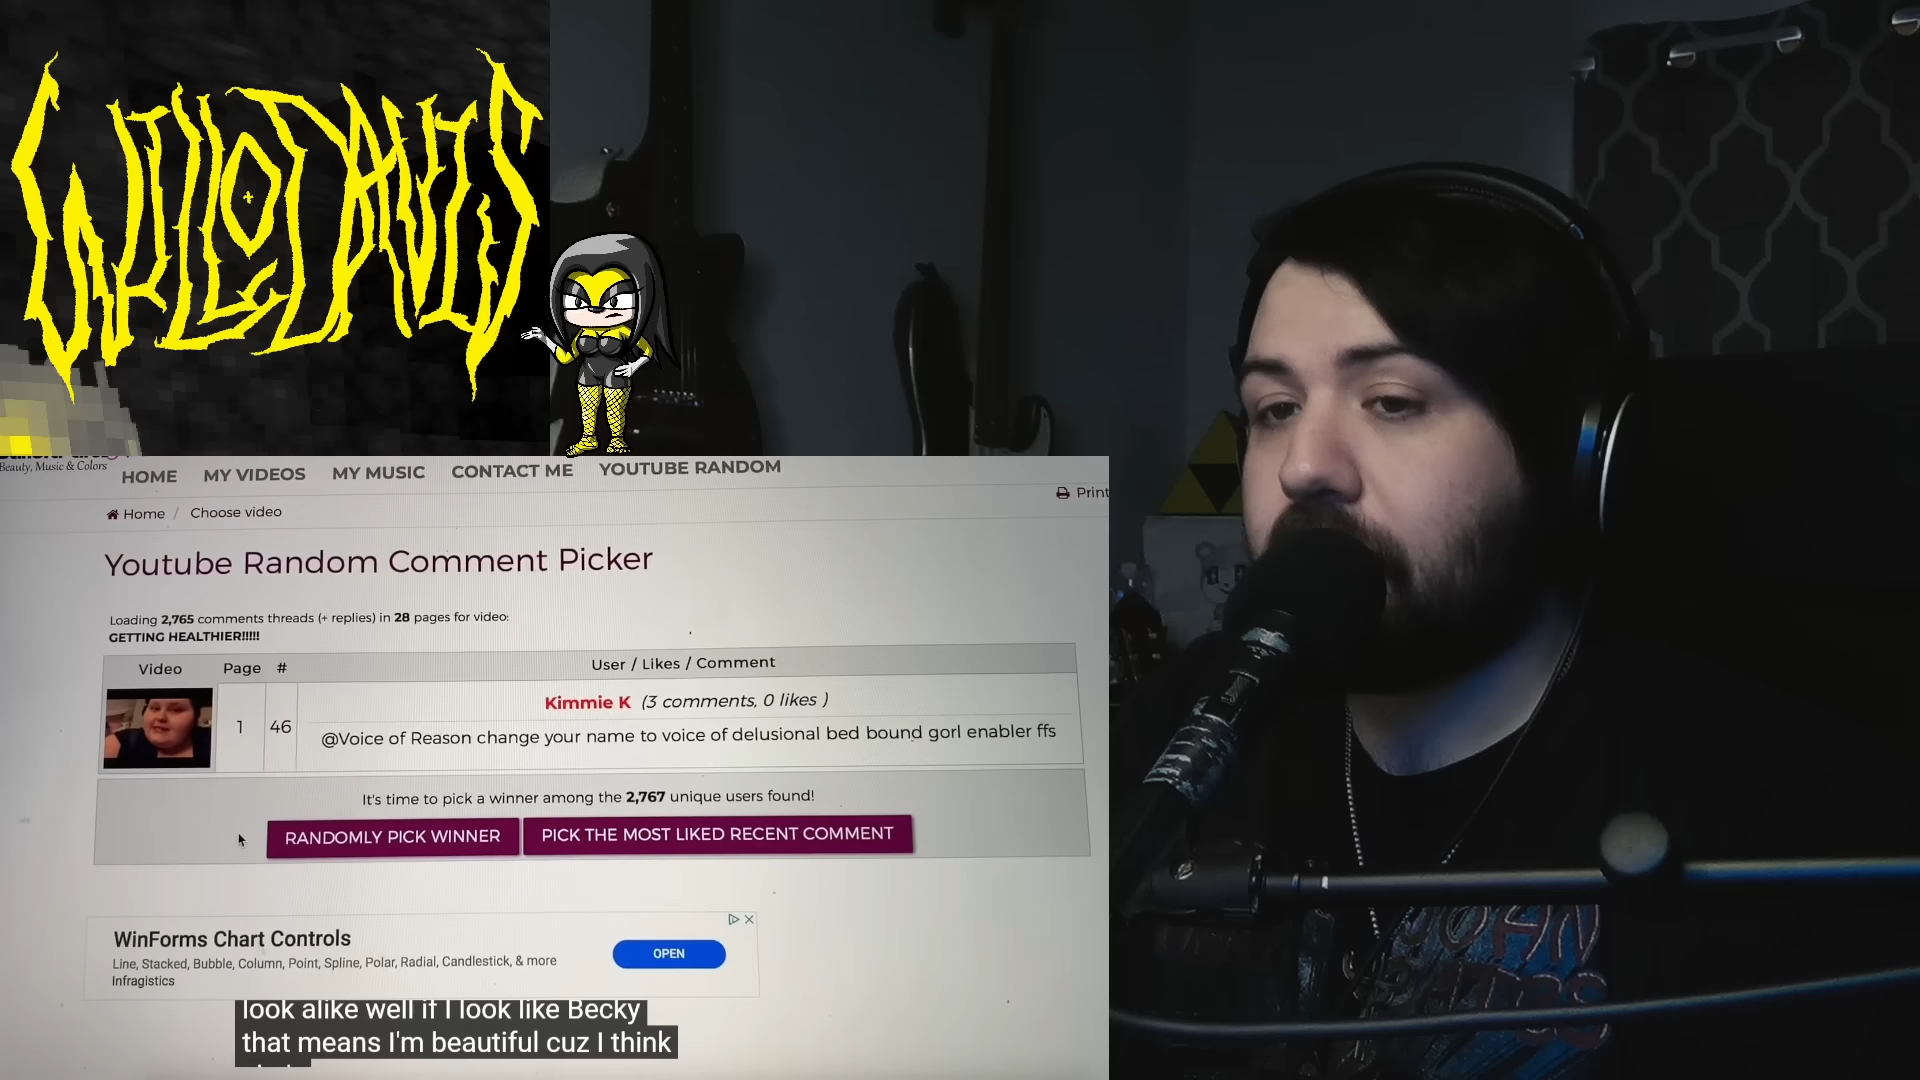 WILLO DAVIS
Beauty, Music & Colors
HOME MY VIDEOS MY MUSIC CONTACT ME YOUTUBE RANDOM
Print
Home / Choose video
Youtube Random Comment Picker
Loading 2,765 comments threads (+ replies) in 28 pages for video:
GETTING HEALTHIER!!!!!
Video Page # User / Likes / Comment
Kimmie K (3 comments, 0 likes )
1 46
@Voice of Reason change your name to voice of delusional bed bound gorl enabler ffs
It's time to pick a winner among the 2,767 unique users found!
RANDOMLY PICK WINNER PICK THE MOST LIKED RECENT COMMENT
WinForms Chart Controls
Line, Stacked, Bubble, Column, Point, Spline, Polar, Radial, Candlestick, & more
Infragistics
OPEN
look alike well if I look like Becky
that means I'm beautiful cuz I think